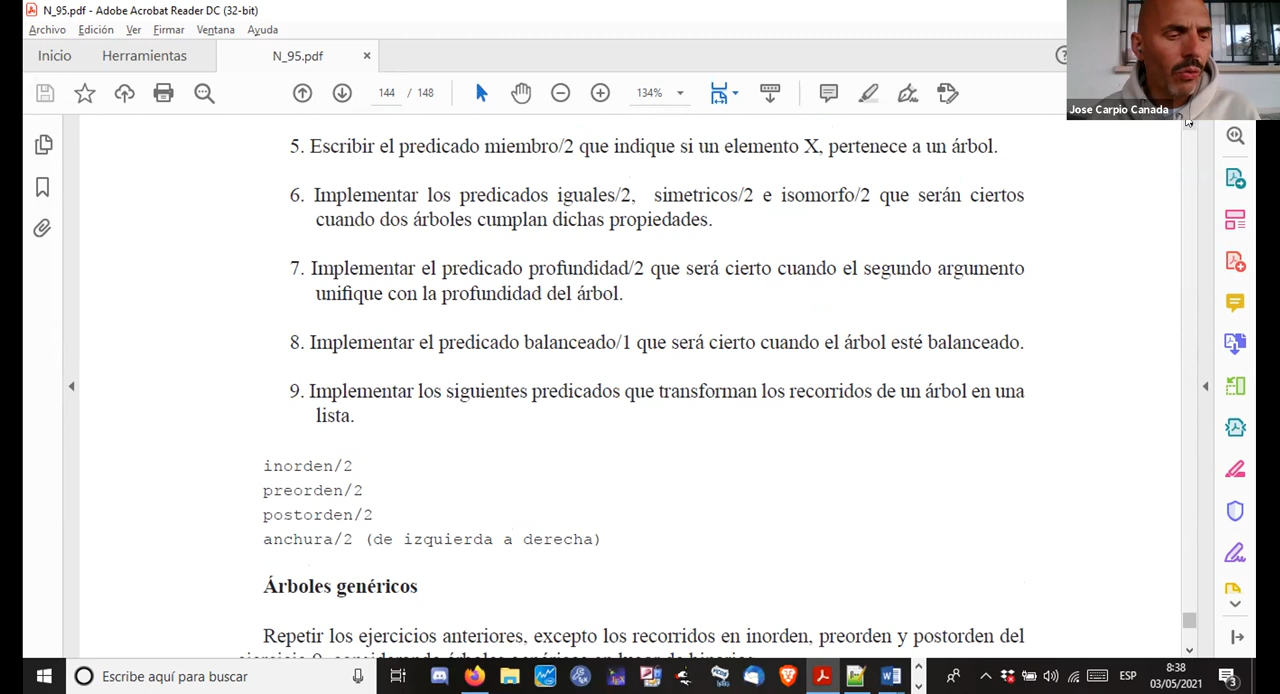 N_95.pdf - Adobe Acrobat Reader DC (32-bit)
Archivo Edición Ver Firmar Ventana Ayuda
Inicio Herramientas N_95.pdf ×
144 / 148 134%
Jose Carpio Canada
5. Escribir el predicado miembro/2 que indique si un elemento X, pertenece a un árbol.
6. Implementar los predicados iguales/2, simetricos/2 e isomorfo/2 que serán ciertos
cuando dos árboles cumplan dichas propiedades.
7. Implementar el predicado profundidad/2 que será cierto cuando el segundo argumento
unifique con la profundidad del árbol.
8. Implementar el predicado balanceado/1 que será cierto cuando el árbol esté balanceado.
9. Implementar los siguientes predicados que transforman los recorridos de un árbol en una
lista.
inorden/2
preorden/2
postorden/2
anchura/2 (de izquierda a derecha)
Árboles genéricos
Repetir los ejercicios anteriores, excepto los recorridos en inorden, preorden y postorden del
Escribe aquí para buscar
ESP
8:38
03/05/2021
3